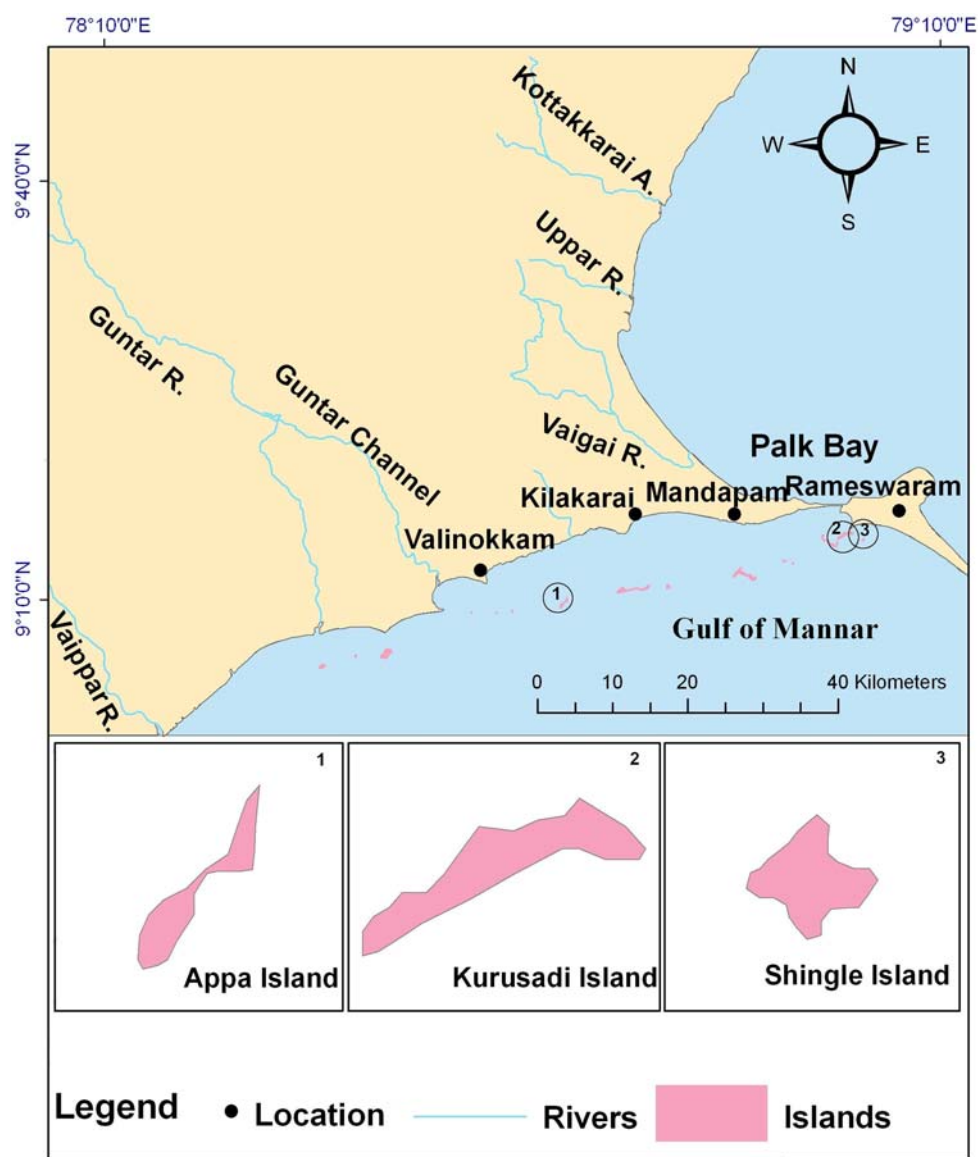 78°10'0"E
79°10'0"E
9°40'0"N
9°10'0"N
N
W
E
S
Kottakkarai A.
Uppar R.
Guntar R.
Guntar Channel
Vaigai R.
Palk Bay
Kilakarai
Mandapam
Rameswaram
Valinokkam
2
3
1
Vaippar R.
Gulf of Mannar
0 10 20 40 Kilometers
1
Appa Island
2
Kurusadi Island
3
Shingle Island
Legend
Location
Rivers
Islands